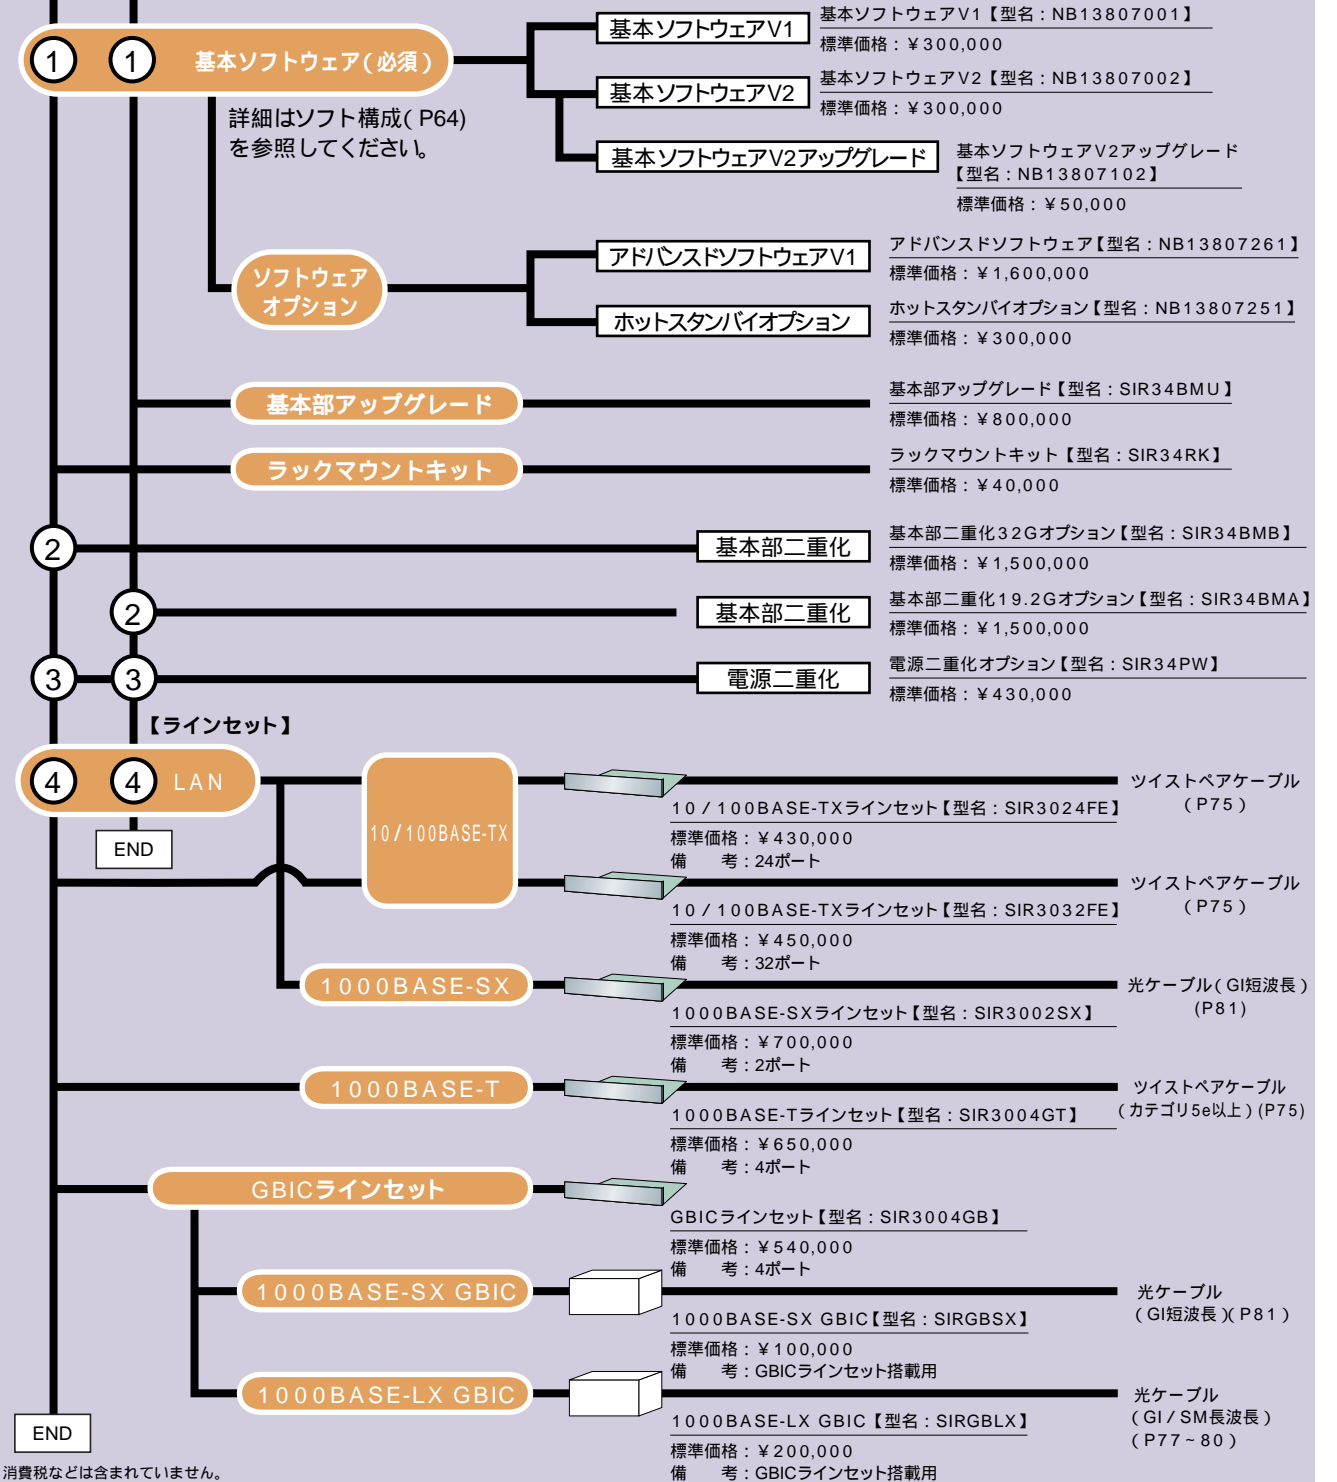 ① ① 基本ソフトウェア(必須)
詳細はソフト構成(P64)
を参照してください。
基本ソフトウェアV1
基本ソフトウェアV1【型名：NB13807001】
標準価格：¥300,000
基本ソフトウェアV2
基本ソフトウェアV2【型名：NB13807002】
標準価格：¥300,000
基本ソフトウェアV2アップグレード
基本ソフトウェアV2アップグレード
【型名：NB13807102】
標準価格：¥50,000
ソフトウェア
オプション
アドバンスドソフトウェアV1
アドバンスドソフトウェア【型名：NB13807261】
標準価格：¥1,600,000
ホットスタンバイオプション
ホットスタンバイオプション【型名：NB13807251】
標準価格：¥300,000
基本部アップグレード
基本部アップグレード【型名：SIR34BMU】
標準価格：¥800,000
ラックマウントキット
ラックマウントキット【型名：SIR34RK】
標準価格：¥40,000
②
基本部二重化
基本部二重化32Gオプション【型名：SIR34BMB】
標準価格：¥1,500,000
②
基本部二重化
基本部二重化19.2Gオプション【型名：SIR34BMA】
標準価格：¥1,500,000
③ ③
電源二重化
電源二重化オプション【型名：SIR34PW】
標準価格：¥430,000
【ラインセット】
④ ④ LAN
END
10/100BASE-TX
10/100BASE-TXラインセット【型名：SIR3024FE】
標準価格：¥430,000
備　考：24ポート
ツイストペアケーブル
(P75)
10/100BASE-TXラインセット【型名：SIR3032FE】
標準価格：¥450,000
備　考：32ポート
ツイストペアケーブル
(P75)
1000BASE-SX
1000BASE-SXラインセット【型名：SIR3002SX】
標準価格：¥700,000
備　考：2ポート
光ケーブル(GI短波長)
(P81)
1000BASE-T
1000BASE-Tラインセット【型名：SIR3004GT】
標準価格：¥650,000
備　考：4ポート
ツイストペアケーブル
(カテゴリ5e以上)(P75)
GBICラインセット
GBICラインセット【型名：SIR3004GB】
標準価格：¥540,000
備　考：4ポート
1000BASE-SX GBIC
1000BASE-SX GBIC【型名：SIRGBSX】
標準価格：¥100,000
備　考：GBICラインセット搭載用
光ケーブル
(GI短波長)(P81)
1000BASE-LX GBIC
1000BASE-LX GBIC【型名：SIRGBLX】
標準価格：¥200,000
備　考：GBICラインセット搭載用
光ケーブル
(GI/SM長波長)
(P77~80)
END
消費税などは含まれていません。